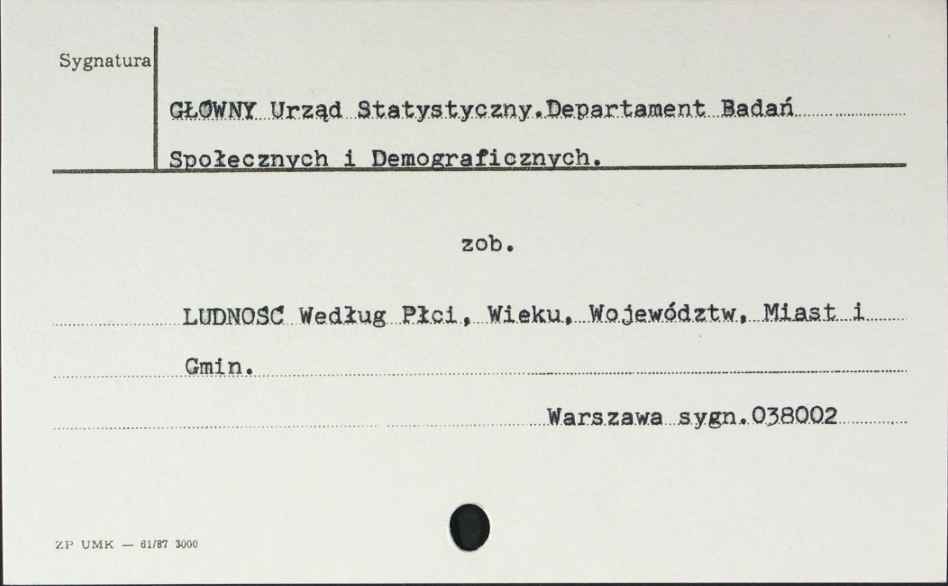 Sygnatura
GŁÓWNY Urząd Statystyczny.Departament Badań
Społecznych i Demograficznych.
zob.
LUDNOŚĆ Według Płci, Wieku, Województw, Miast i
Gmin.
Warszawa sygn.038002
ZP UMK — 61/87 3000